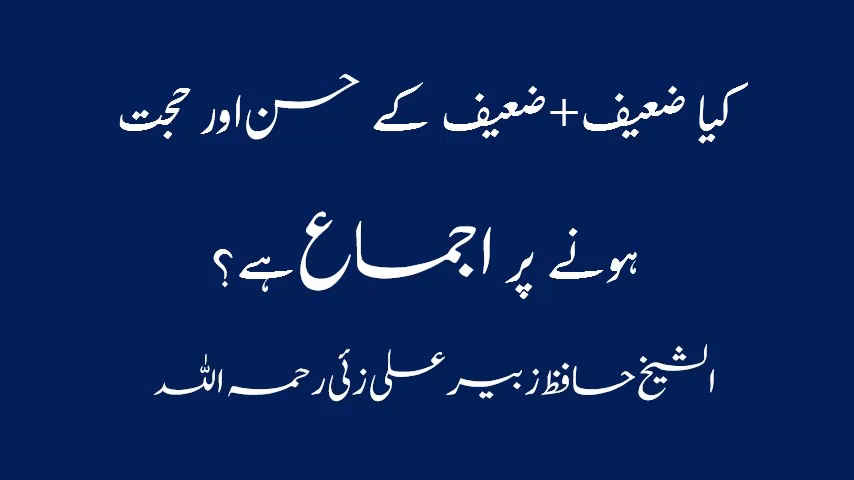 کیا ضعیف+ضعیف کے حسن اور حجت
ہونے پر اجماع ہے؟
الشیخ حافظ زبیر علی زئی رحمہ اللہ